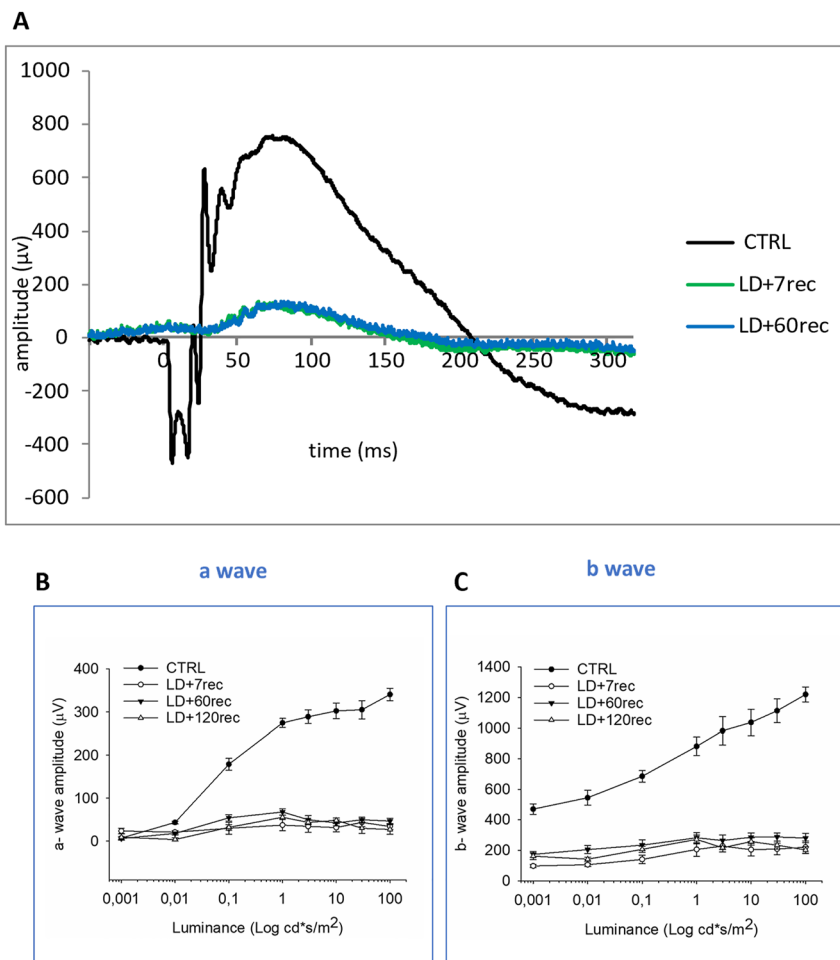 A
1000
800
600
400
200
0
-200
-400
-600
amplitude (μv)
0 50 100 150 200 250 300
time (ms)
CTRL
LD+7rec
LD+60rec
B
a wave
400
300
200
100
0
a- wave amplitude (μV)
CTRL
LD+7rec
LD+60rec
LD+120rec
0,001 0,01 0,1 1 10 100
Luminance (Log cd*s/m²)
C
b wave
1400
1200
1000
800
600
400
200
0
b- wave amplitude (μV)
CTRL
LD+7rec
LD+60rec
LD+120rec
0,001 0,01 0,1 1 10 100
Luminance (Log cd*s/m²)